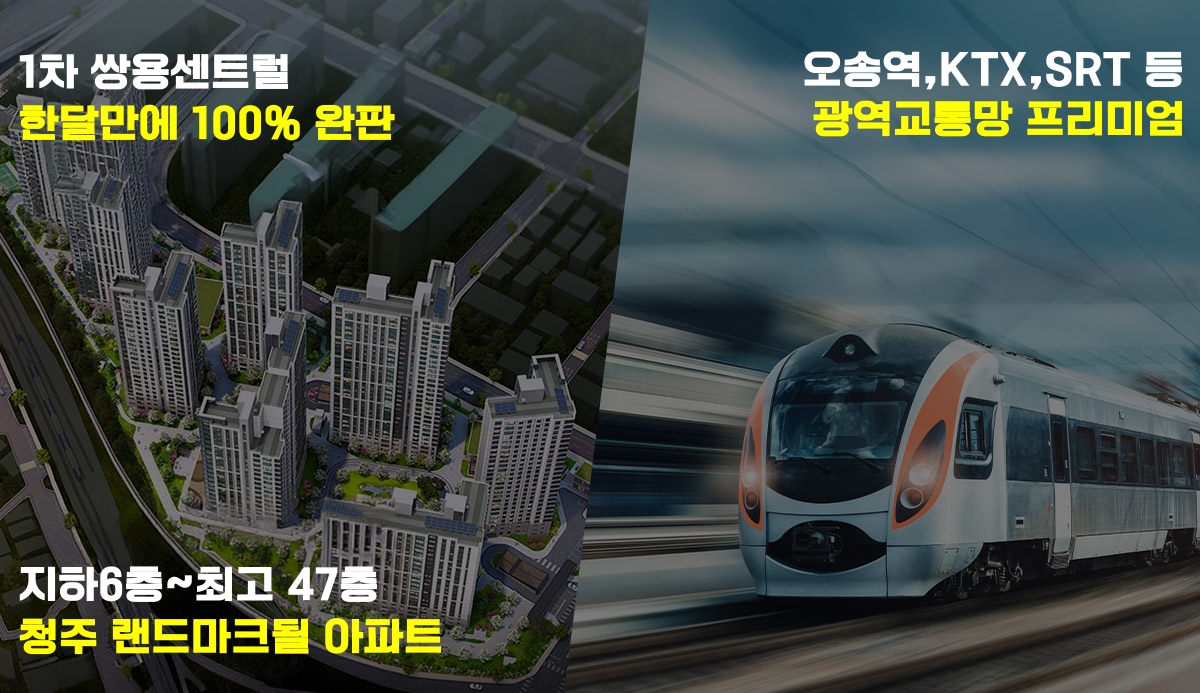 1차 쌍용센트럴
한달만에 100% 완판
오송역,KTX,SRT 등
광역교통망 프리미엄
지하6층~최고 47층
청주 랜드마크될 아파트